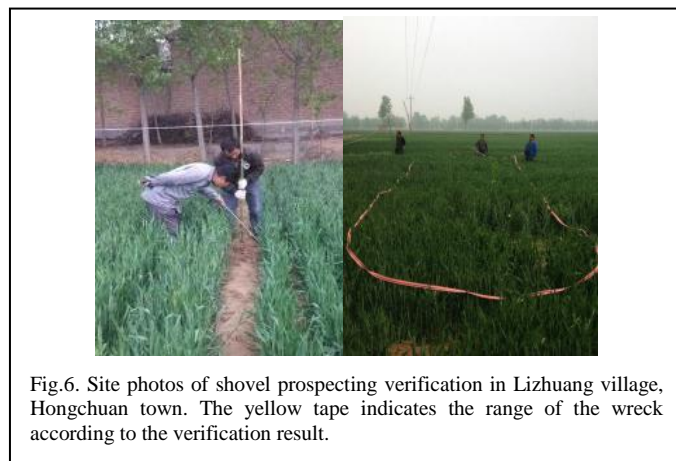 Fig.6. Site photos of shovel prospecting verification in Lizhuang village,
Hongchuan town. The yellow tape indicates the range of the wreck
according to the verification result.